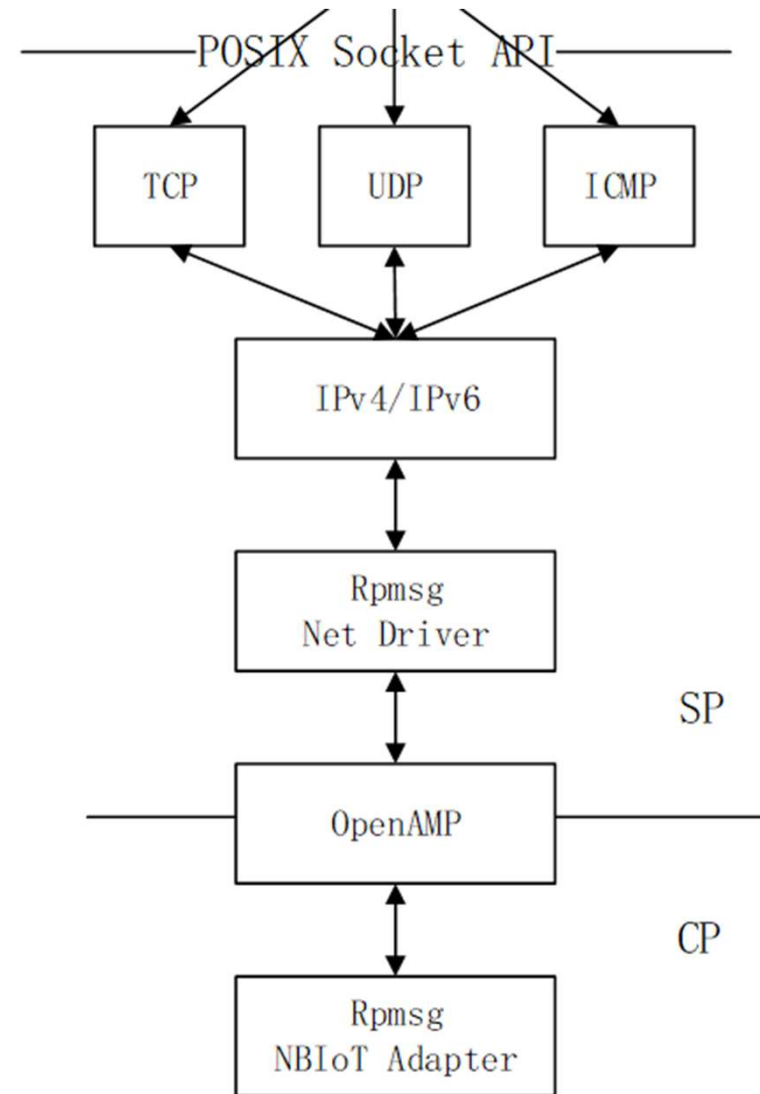 POSIX Socket API
TCP
UDP
ICMP
IPv4/IPv6
Rpmsg
Net Driver
SP
OpenAMP
CP
Rpmsg
NBIoT Adapter